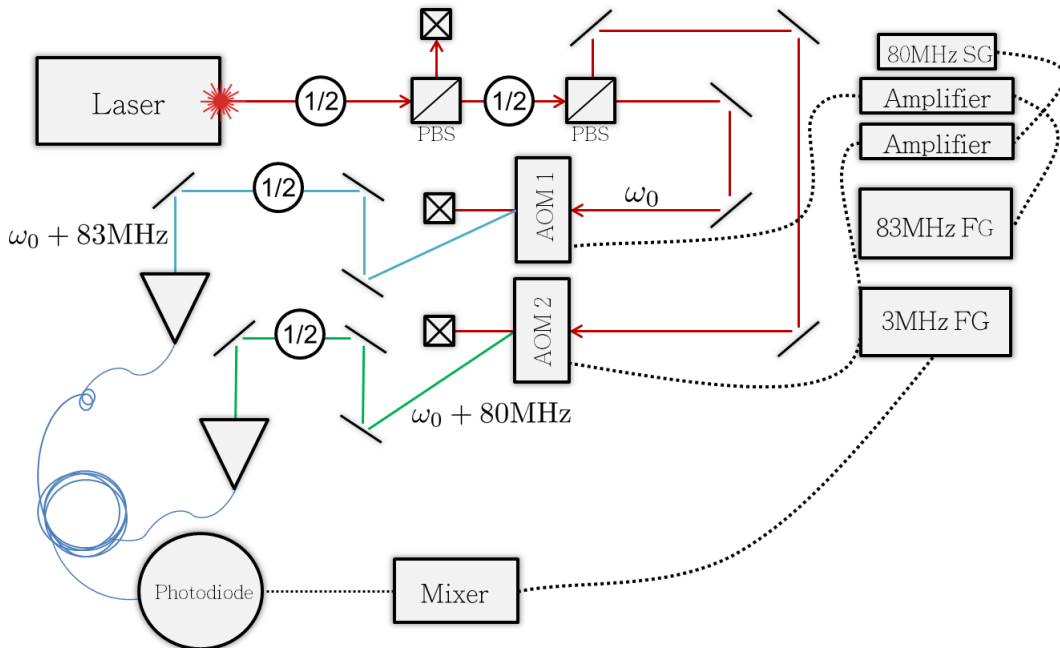 80MHz SG
Laser
1/2
PBS
1/2
PBS
Amplifier
Amplifier
1/2
ω₀ + 83MHz
AOM 1
ω₀
83MHz FG
1/2
AOM 2
3MHz FG
ω₀ + 80MHz
Photodiode
Mixer